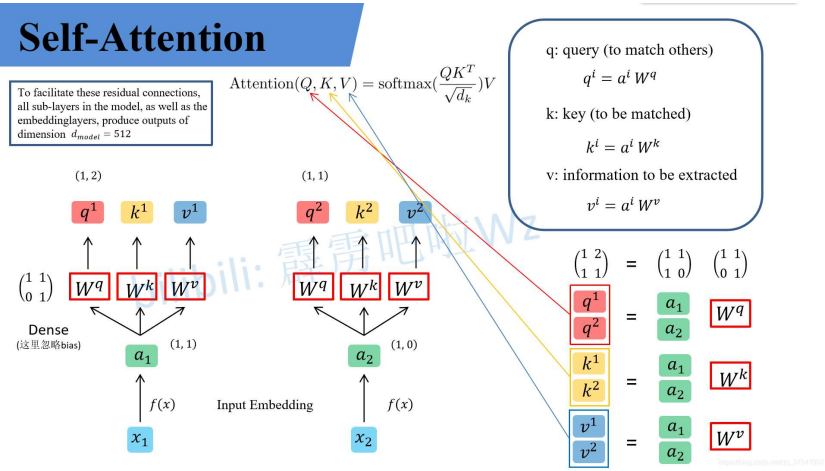 Self-Attention
To facilitate these residual connections,
all sub-layers in the model, as well as the
embeddinglayers, produce outputs of
dimension d_model = 512
Attention(Q, K, V) = softmax(QK^T/√d_k)V
q: query (to match others)
q^i = a^i W^q
k: key (to be matched)
k^i = a^i W^k
v: information to be extracted
v^i = a^i W^v
(1, 2)
q^1 k^1 v^1
(1 1
0 1)
W^q W^k W^v
Dense
(这里忽略bias)
a_1 (1, 1)
f(x)
x_1
(1, 1)
q^2 k^2 v^2
W^q W^k W^v
a_2 (1, 0)
Input Embedding
f(x)
x_2
(1 2 = (1 1 (1 1
1 1) 1 0) 0 1)
q^1 = a_1 W^q
q^2 a_2
k^1 = a_1 W^k
k^2 a_2
v^1 = a_1 W^v
v^2 a_2
bilibili: 霹雳吧啦Wz